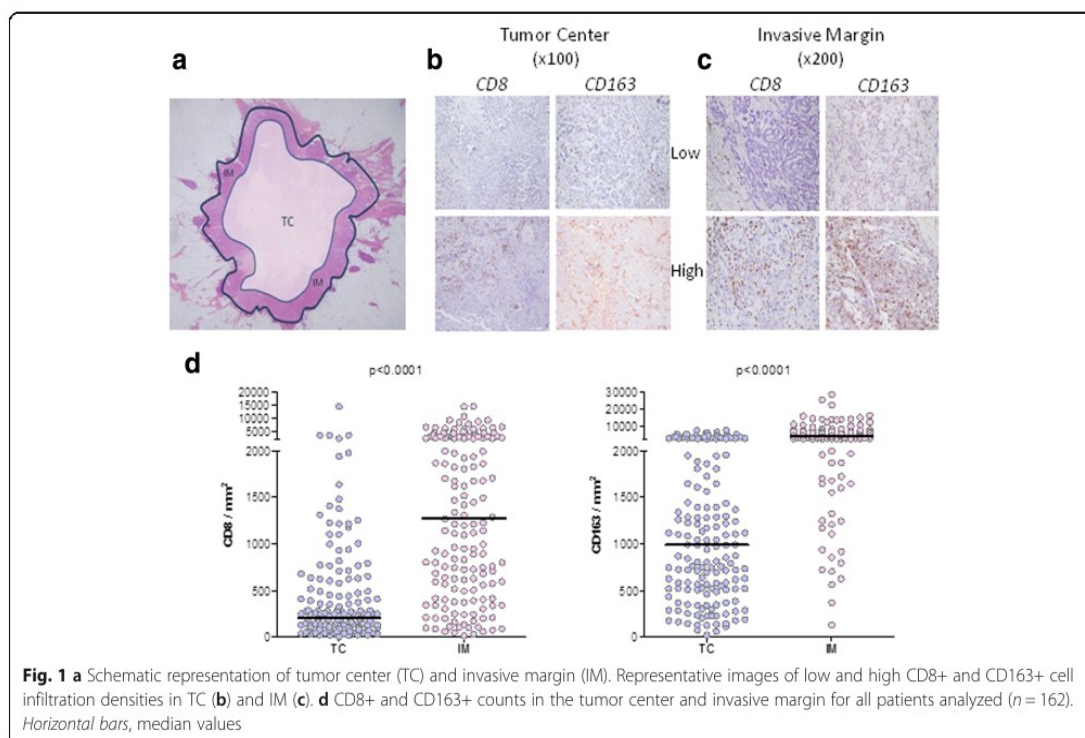 Tumor Center
(x100)
Invasive Margin
(x200)
a
b
c
CD8
CD163
CD8
CD163
Low
High
IM
TC
IM
d
p<0.0001
20000
15000
10000
5000
2000
1500
1000
500
0
CD8 / mm²
TC
IM
p<0.0001
30000
20000
10000
2000
1500
1000
500
0
CD163 / mm²
TC
IM
Fig. 1 a Schematic representation of tumor center (TC) and invasive margin (IM). Representative images of low and high CD8+ and CD163+ cell
infiltration densities in TC (b) and IM (c). d CD8+ and CD163+ counts in the tumor center and invasive margin for all patients analyzed (n = 162).
Horizontal bars, median values